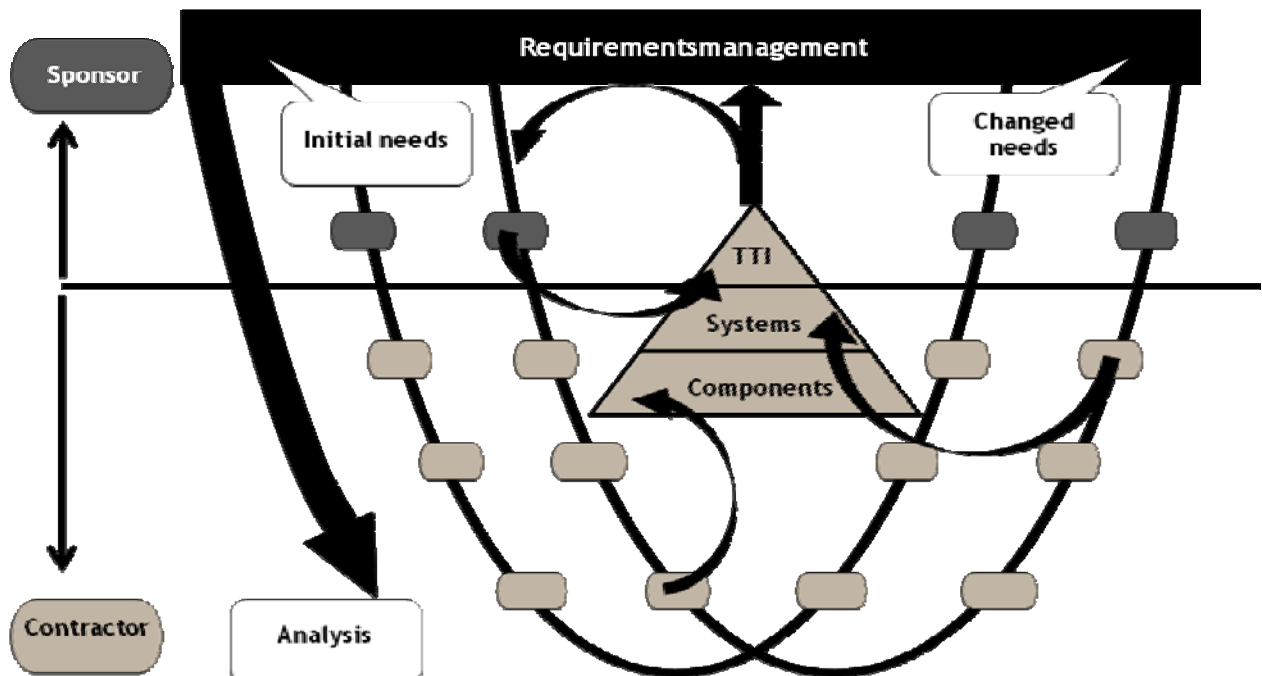 Requirementsmanagement
Sponsor
Initial needs
Changed
needs
TTI
Systems
Components
Contractor
Analysis